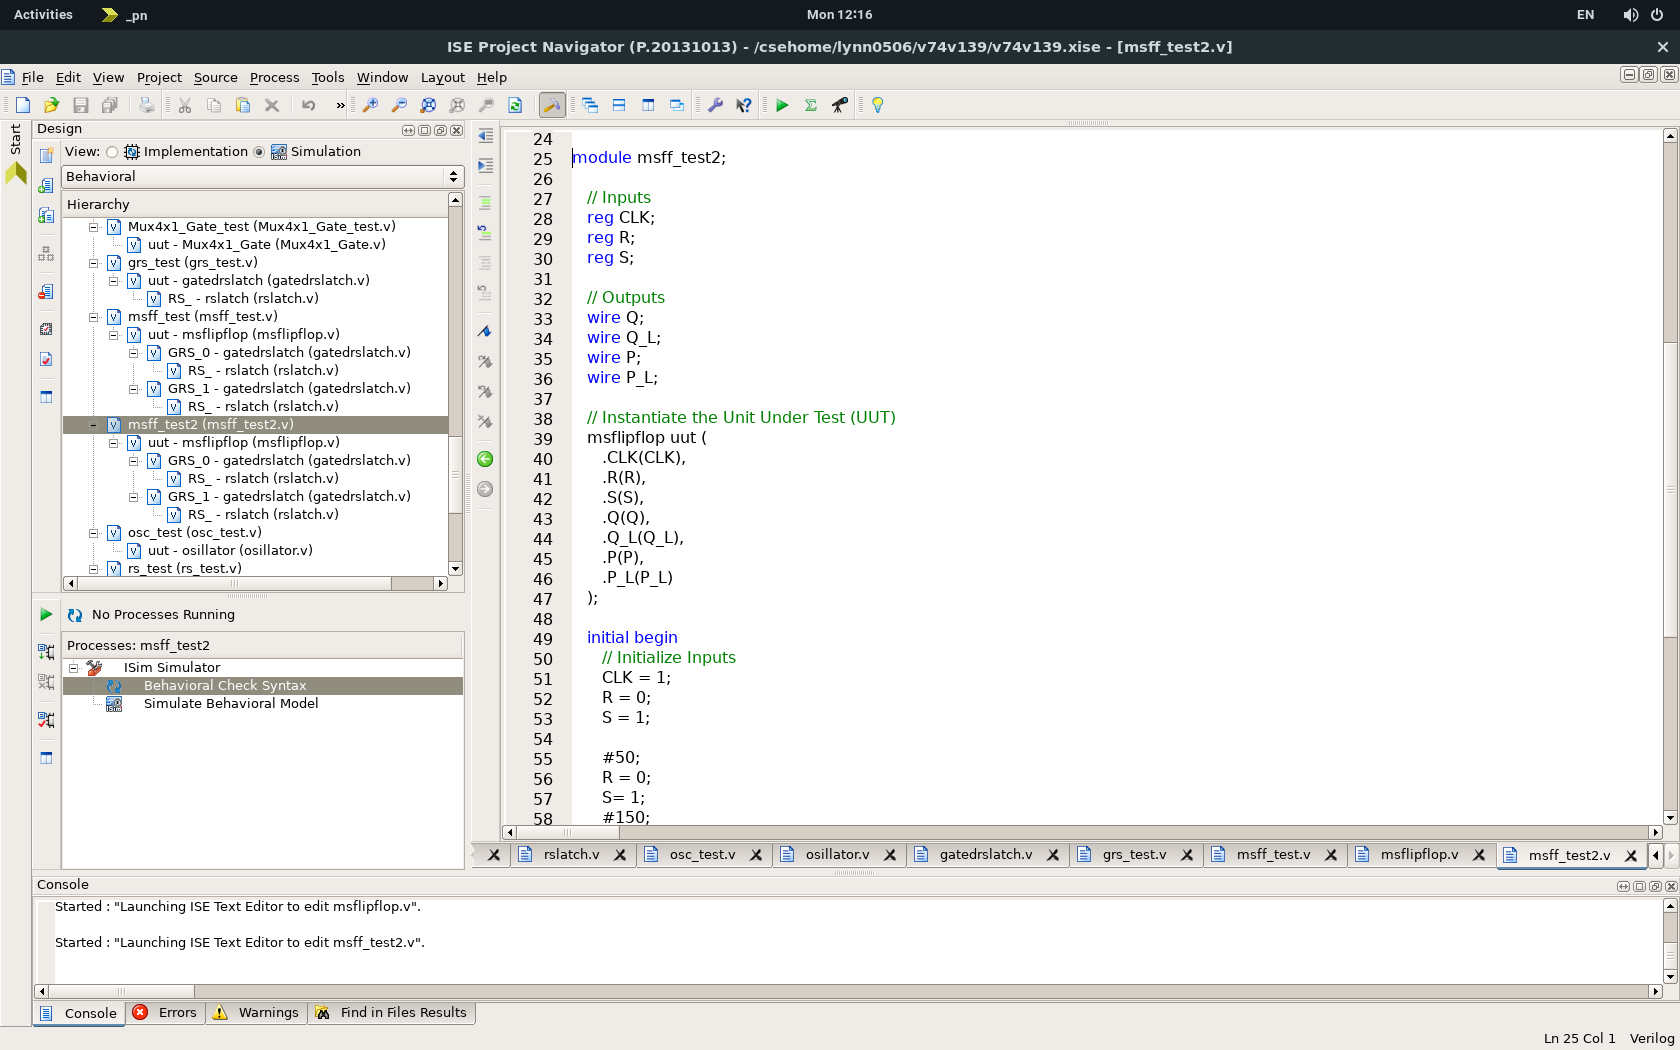 Activities
_pn
Mon 12:16
EN
ISE Project Navigator (P.20131013) - /csehome/lynn0506/v74v139/v74v139.xise - [msff_test2.v]
File Edit View Project Source Process Tools Window Layout Help
Start
Design
View: Implementation Simulation
Behavioral
Hierarchy
Mux4x1_Gate_test (Mux4x1_Gate_test.v)
uut - Mux4x1_Gate (Mux4x1_Gate.v)
grs_test (grs_test.v)
uut - gatedrslatch (gatedrslatch.v)
RS_ - rslatch (rslatch.v)
msff_test (msff_test.v)
uut - msflipflop (msflipflop.v)
GRS_0 - gatedrslatch (gatedrslatch.v)
RS_ - rslatch (rslatch.v)
GRS_1 - gatedrslatch (gatedrslatch.v)
RS_ - rslatch (rslatch.v)
msff_test2 (msff_test2.v)
uut - msflipflop (msflipflop.v)
GRS_0 - gatedrslatch (gatedrslatch.v)
RS_ - rslatch (rslatch.v)
GRS_1 - gatedrslatch (gatedrslatch.v)
RS_ - rslatch (rslatch.v)
osc_test (osc_test.v)
uut - osillator (osillator.v)
rs_test (rs_test.v)
No Processes Running
Processes: msff_test2
ISim Simulator
Behavioral Check Syntax
Simulate Behavioral Model
24
25 module msff_test2;
26
27 // Inputs
28 reg CLK;
29 reg R;
30 reg S;
31
32 // Outputs
33 wire Q;
34 wire Q_L;
35 wire P;
36 wire P_L;
37
38 // Instantiate the Unit Under Test (UUT)
39 msflipflop uut (
40 .CLK(CLK),
41 .R(R),
42 .S(S),
43 .Q(Q),
44 .Q_L(Q_L),
45 .P(P),
46 .P_L(P_L)
47 );
48
49 initial begin
50 // Initialize Inputs
51 CLK = 1;
52 R = 0;
53 S = 1;
54
55 #50;
56 R = 0;
57 S= 1;
58 #150;
rslatch.v osc_test.v osillator.v gatedrslatch.v grs_test.v msff_test.v msflipflop.v msff_test2.v
Console
Started : "Launching ISE Text Editor to edit msflipflop.v".
Started : "Launching ISE Text Editor to edit msff_test2.v".
Console Errors Warnings Find in Files Results
Ln 25 Col 1 Verilog